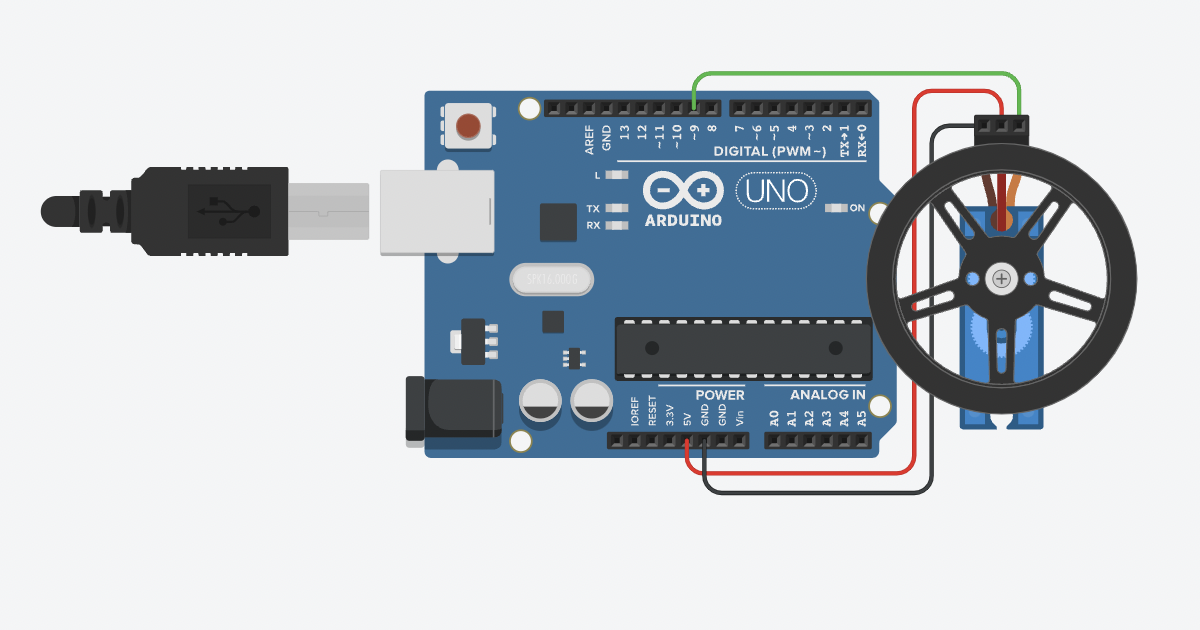 AREF
GND
13
12
~11
~10
~9
8
7
~6
~5
4
~3
2
TX→1
RX←0
DIGITAL (PWM~)
L
TX
RX
ARDUINO
UNO
ON
POWER
ANALOG IN
IOREF
RESET
3.3V
5V
GND
GND
Vin
A0
A1
A2
A3
A4
A5